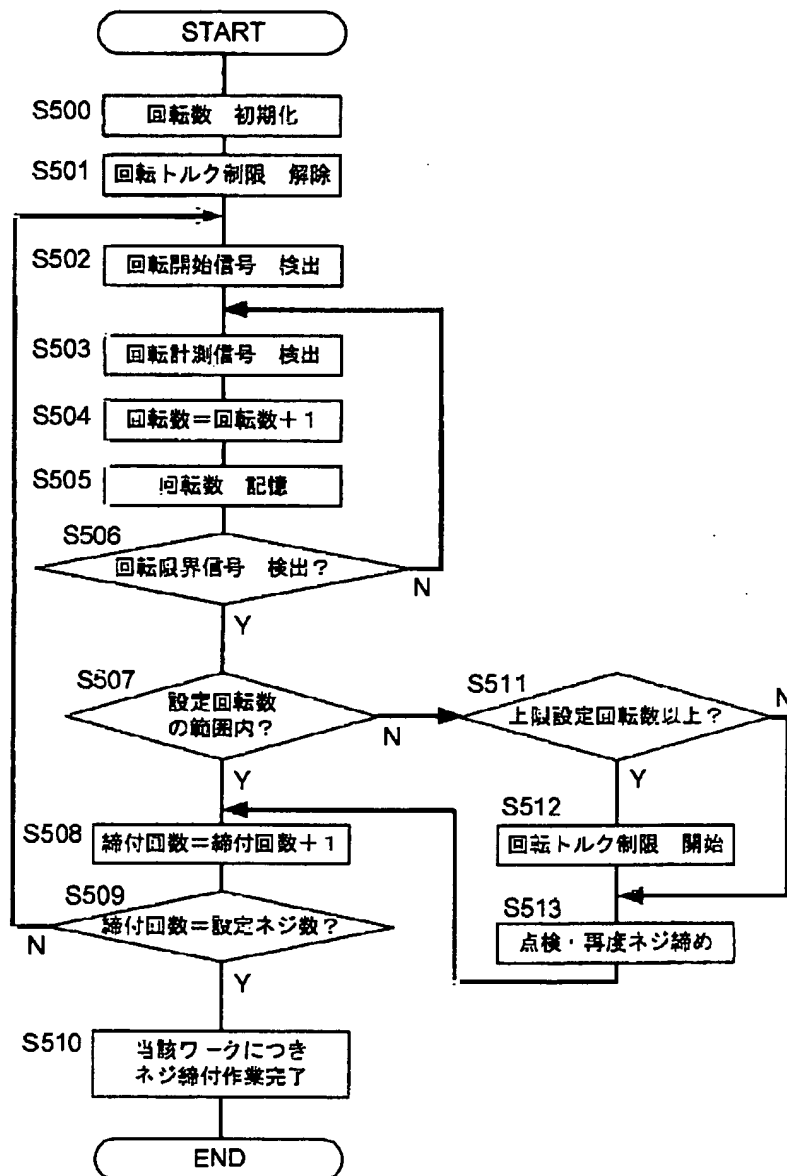 START
S500
回転数 初期化
S501
回転トルク制限 解除
S502
回転開始信号 検出
S503
回転計測信号 検出
S504
回転数＝回転数＋1
S505
回転数 記憶
S506
回転限界信号 検出？
N
Y
S507
設定回転数
の範囲内？
N
Y
S511
上限設定回転数以上？
N
Y
S512
回転トルク制限 開始
S513
点検・再度ネジ締め
S508
締付回数＝締付回数＋1
S509
締付回数＝設定ネジ数？
N
Y
S510
当該ワークにつき
ネジ締付作業完了
END